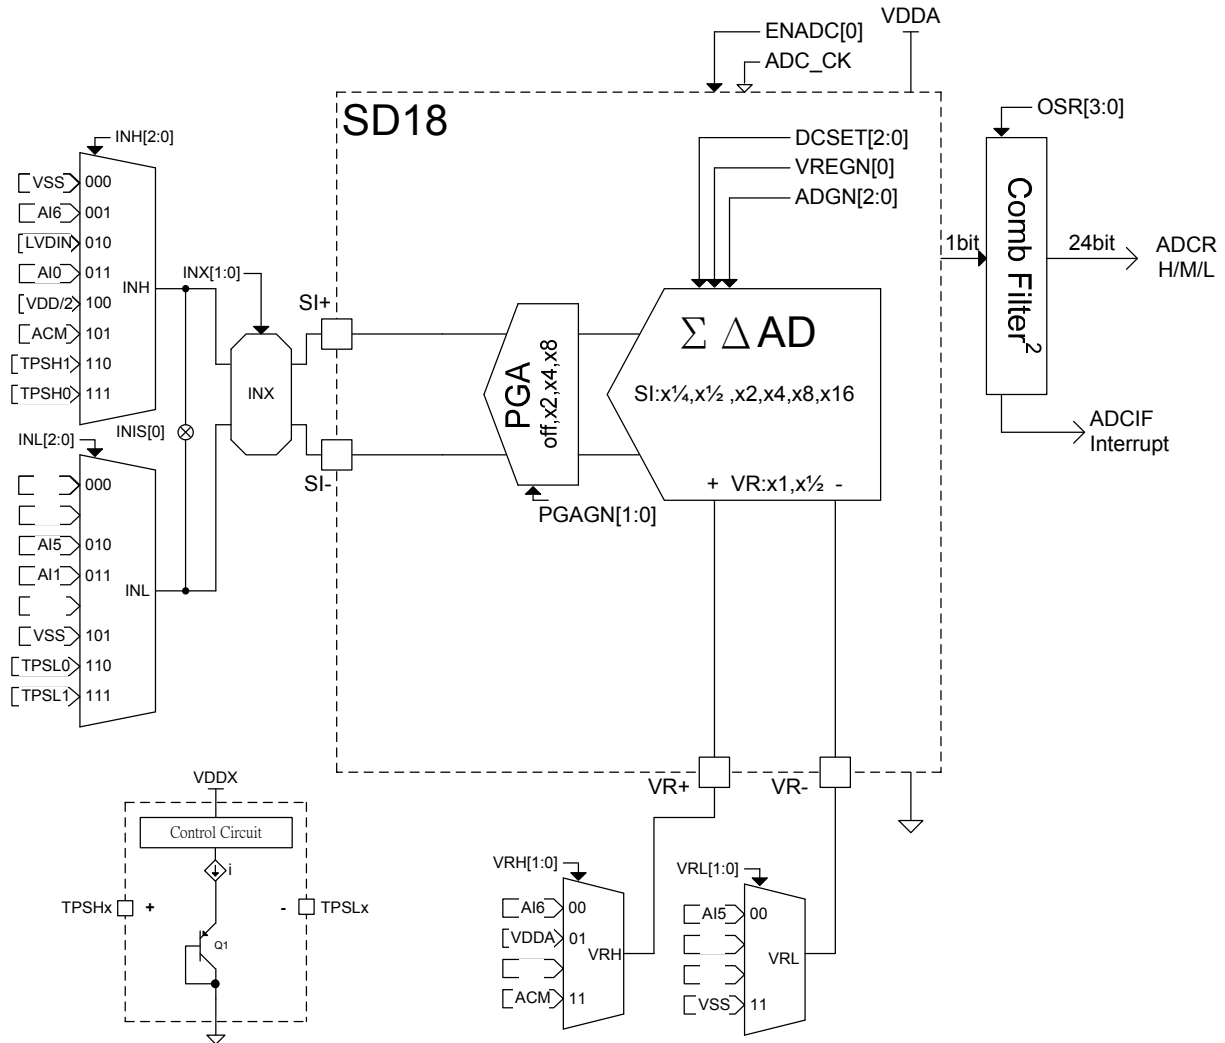 ENADC[0]
VDDA
ADC_CK
SD18
OSR[3:0]
INH[2:0]
DCSET[2:0]
VREGN[0]
ADGN[2:0]
VSS 000
AI6 001
LVDIN 010
AI0 011
VDD/2 100
ACM 101
TPSH1 110
TPSH0 111
INH
INX[1:0]
INX
SI+
SI-
INIS[0]
INL[2:0]
000
AI5 010
AI1 011
VSS 101
TPSL0 110
TPSL1 111
INL
PGA
off,x2,x4,x8
PGAGN[1:0]
Σ Δ AD
SI:x¼,x½ ,x2,x4,x8,x16
+ VR:x1,x½ -
1bit
Comb Filter²
24bit
ADCR
H/M/L
ADCIF
Interrupt
VR+
VR-
VDDX
Control Circuit
i
TPSHx
+
-
TPSLx
Q1
VRH[1:0]
AI6 00
VDDA 01
ACM 11
VRH
VRL[1:0]
AI5 00
VSS 11
VRL